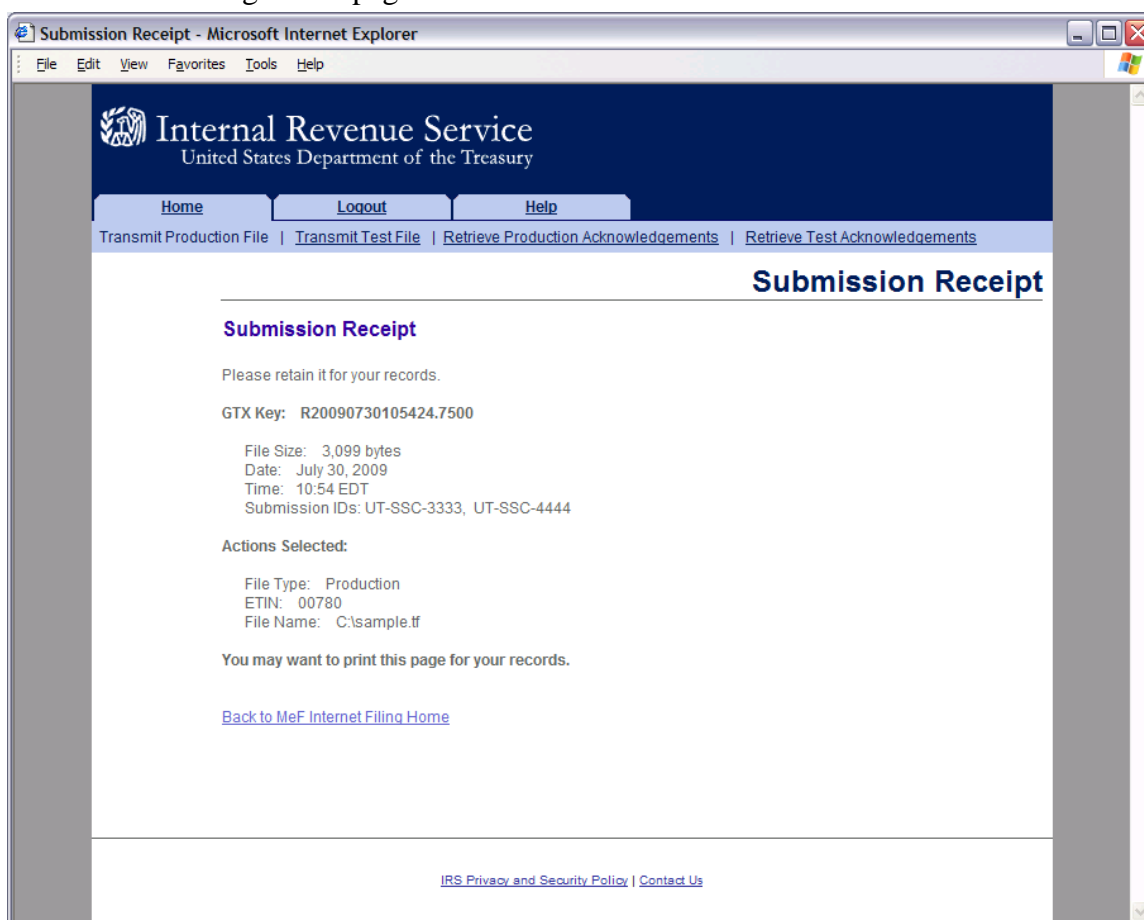 Submission Receipt - Microsoft Internet Explorer
File Edit View Favorites Tools Help
Internal Revenue Service
United States Department of the Treasury
Home Logout Help
Transmit Production File | Transmit Test File | Retrieve Production Acknowledgements | Retrieve Test Acknowledgements
Submission Receipt
Submission Receipt
Please retain it for your records.
GTX Key: R20090730105424.7500
File Size: 3,099 bytes
Date: July 30, 2009
Time: 10:54 EDT
Submission IDs: UT-SSC-3333, UT-SSC-4444
Actions Selected:
File Type: Production
ETIN: 00780
File Name: C:\sample.tf
You may want to print this page for your records.
Back to MeF Internet Filing Home
IRS Privacy and Security Policy | Contact Us